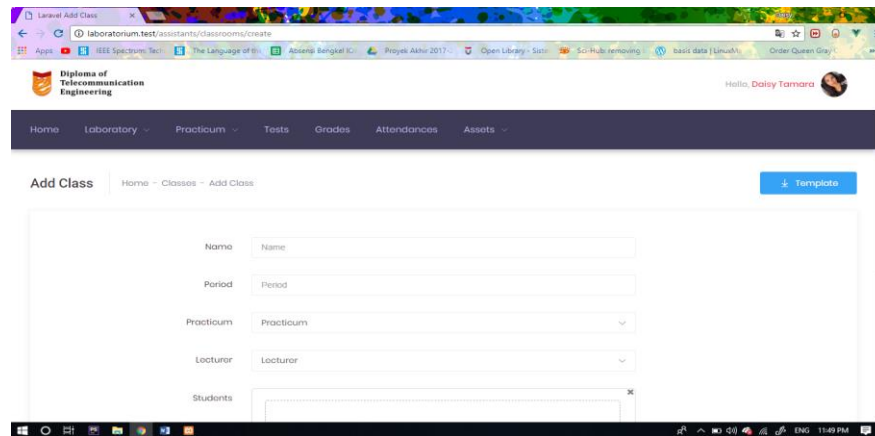 Laravel Add Class
laboratorium.test/assistants/classrooms/create
Apps IEEE Spectrum: Tech The Language of Absensi Bengkel Proyek Akhir 2017 Open Library - Sist Sci-Hub: removing basis data | Linux Order Queen Gray
Diploma of
Telecommunication
Engineering
Hello, Daisy Tamara
Home Laboratory Practicum Tests Grades Attendances Assets
Add Class Home - Classes - Add Class Template
Name Name
Period Period
Practicum Practicum
Lecturer Lecturer
Students
ENG 11:49 PM